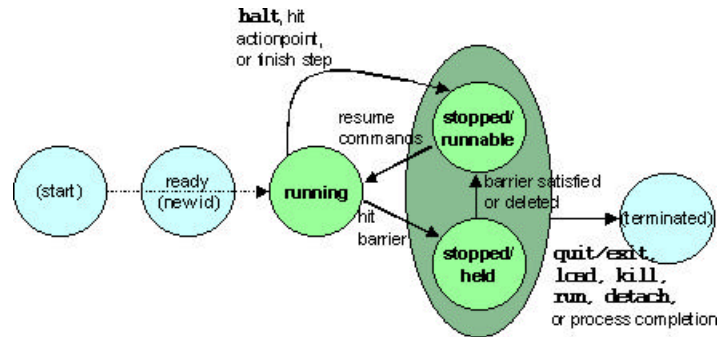 halt, hit
actionpoint,
or finish step
resume
commands
stopped/
runnable
(start)
ready
(newid)
running
barrier satisfied
or deleted
(terminated)
hit
barrier
stopped/
held
quit/exit,
load, kill,
run, detach,
or process completion